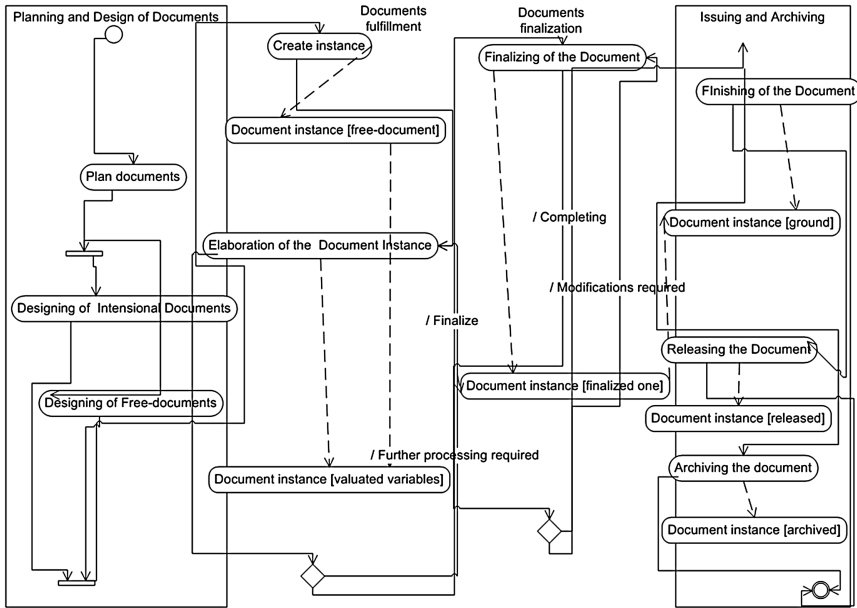 Planning and Design of Documents
Documents
fulfillment
Documents
finalization
Issuing and Archiving
Create instance
Finalizing of the Document
FInishing of the Document
Document instance [free-document]
Plan documents
/ Completing
Document instance [ground]
Elaboration of the Document Instance
/ Modifications required
Designing of Intensional Documents
/ Finalize
Releasing the Document
Document instance [finalized one]
Designing of Free-documents
Document instance [released]
/ Further processing required
Archiving the document
Document instance [valuated variables]
Document instance [archived]